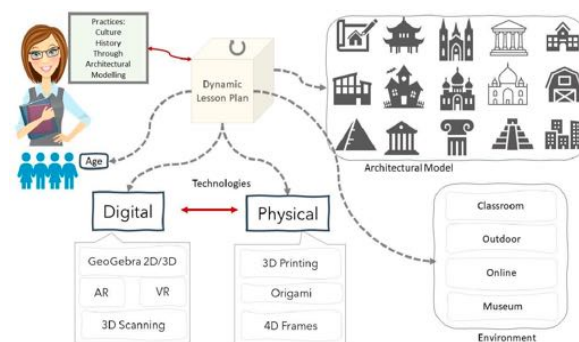 Practices:
Culture
History
Through
Architectural
Modelling
Dynamic
Lesson Plan
Architectural Model
Age
Technologies
Digital
Physical
GeoGebra 2D/3D
AR
VR
3D Scanning
3D Printing
Origami
4D Frames
Classroom
Outdoor
Online
Museum
Environment